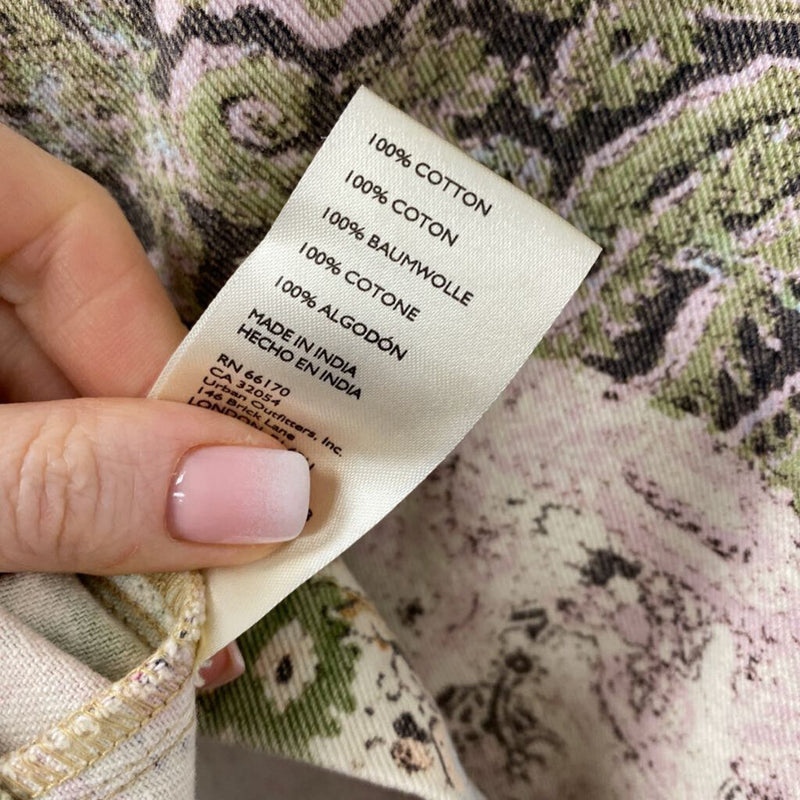 100% COTTON
100% COTON
100% BAUMWOLLE
100% COTONE
100% ALGODÓN
MADE IN INDIA
HECHO EN INDIA
RN 66170
CA 32054
Urban Outfitters, Inc.
146 Brick Lane
LONDON